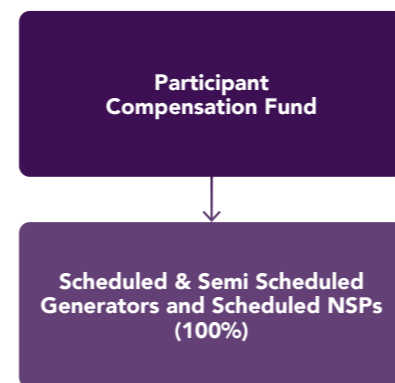 Participant
Compensation Fund
Scheduled & Semi Scheduled
Generators and Scheduled NSPs
(100%)